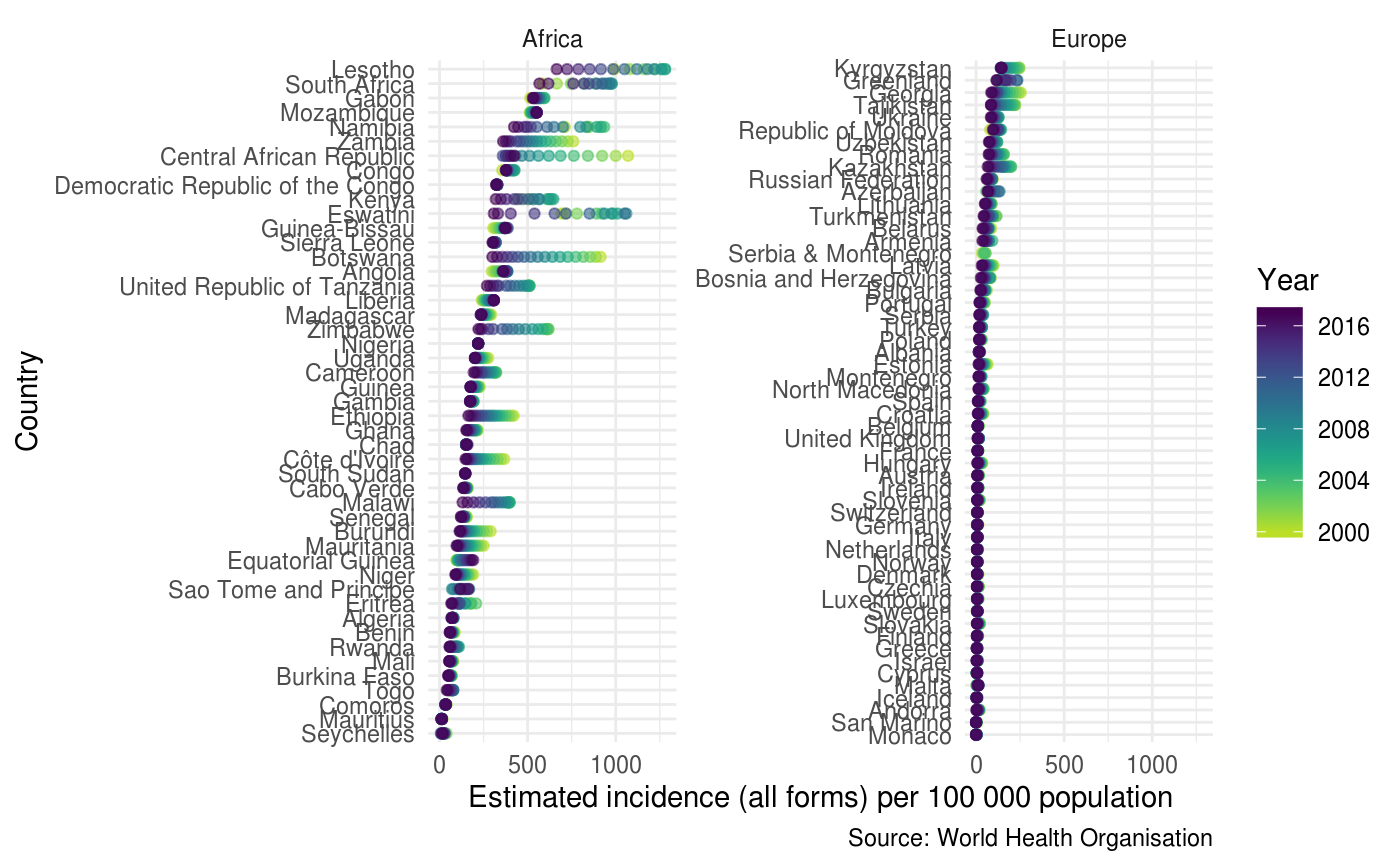 Africa
Europe
Country
Lesotho
South Africa
Gabon
Mozambique
Namibia
Zambia
Central African Republic
Congo
Democratic Republic of the Congo
Kenya
Eswatini
Guinea-Bissau
Sierra Leone
Botswana
Angola
United Republic of Tanzania
Liberia
Madagascar
Zimbabwe
Nigeria
Uganda
Cameroon
Guinea
Gambia
Ethiopia
Ghana
Chad
Côte d'Ivoire
South Sudan
Cabo Verde
Malawi
Senegal
Burundi
Mauritania
Equatorial Guinea
Niger
Sao Tome and Principe
Eritrea
Algeria
Benin
Rwanda
Mali
Burkina Faso
Togo
Comoros
Mauritius
Seychelles
0 500 1000
Kyrgyzstan
Greenland
Georgia
Tajikistan
Ukraine
Republic of Moldova
Uzbekistan
Romania
Kazakhstan
Russian Federation
Azerbaijan
Lithuania
Turkmenistan
Belarus
Armenia
Serbia & Montenegro
Latvia
Bosnia and Herzegovina
Bulgaria
Portugal
Serbia
Turkey
Poland
Albania
Estonia
Montenegro
North Macedonia
Spain
Croatia
Belgium
United Kingdom
France
Hungary
Austria
Ireland
Slovenia
Switzerland
Germany
Italy
Netherlands
Norway
Denmark
Czechia
Luxembourg
Sweden
Slovakia
Finland
Greece
Israel
Cyprus
Malta
Iceland
Andorra
San Marino
Monaco
0 500 1000
Estimated incidence (all forms) per 100 000 population
Source: World Health Organisation
Year
2016
2012
2008
2004
2000